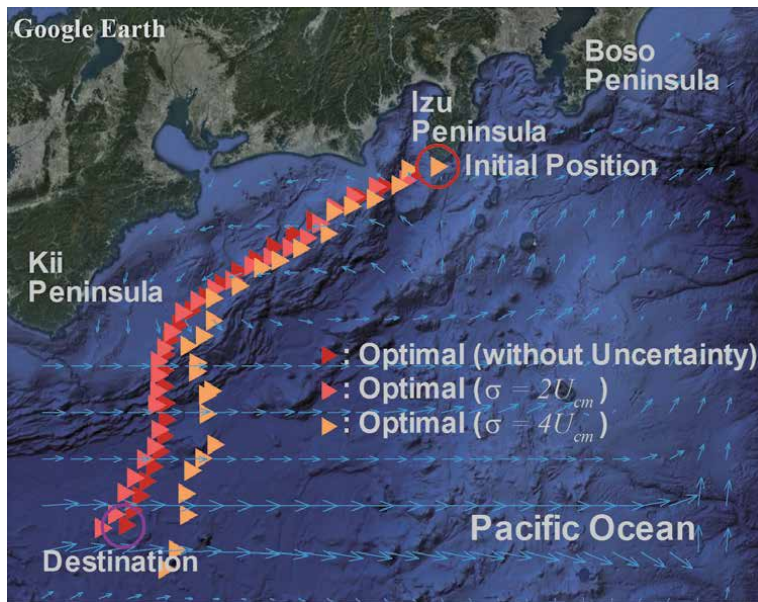 Google Earth
Boso
Peninsula
Izu
Peninsula
Initial Position
Kii
Peninsula
: Optimal (without Uncertainty)
: Optimal (σ = 2U_cm)
: Optimal (σ = 4U_cm)
Pacific Ocean
Destination